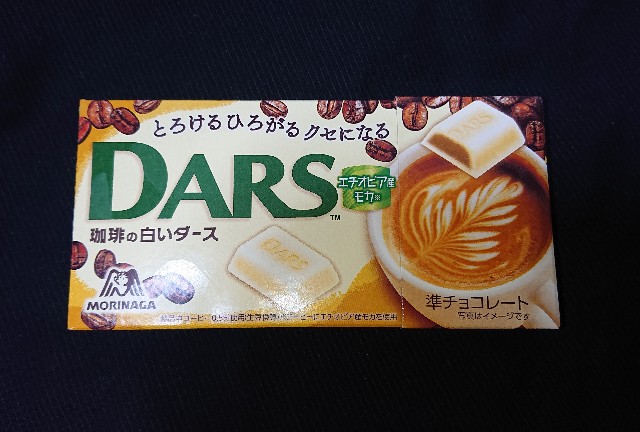 とろけるひろがるクセになる
DARS™
エチオピア産
モカ※
珈琲の白いダース
DARS
DARS
MORINAGA
準チョコレート
写真はイメージです